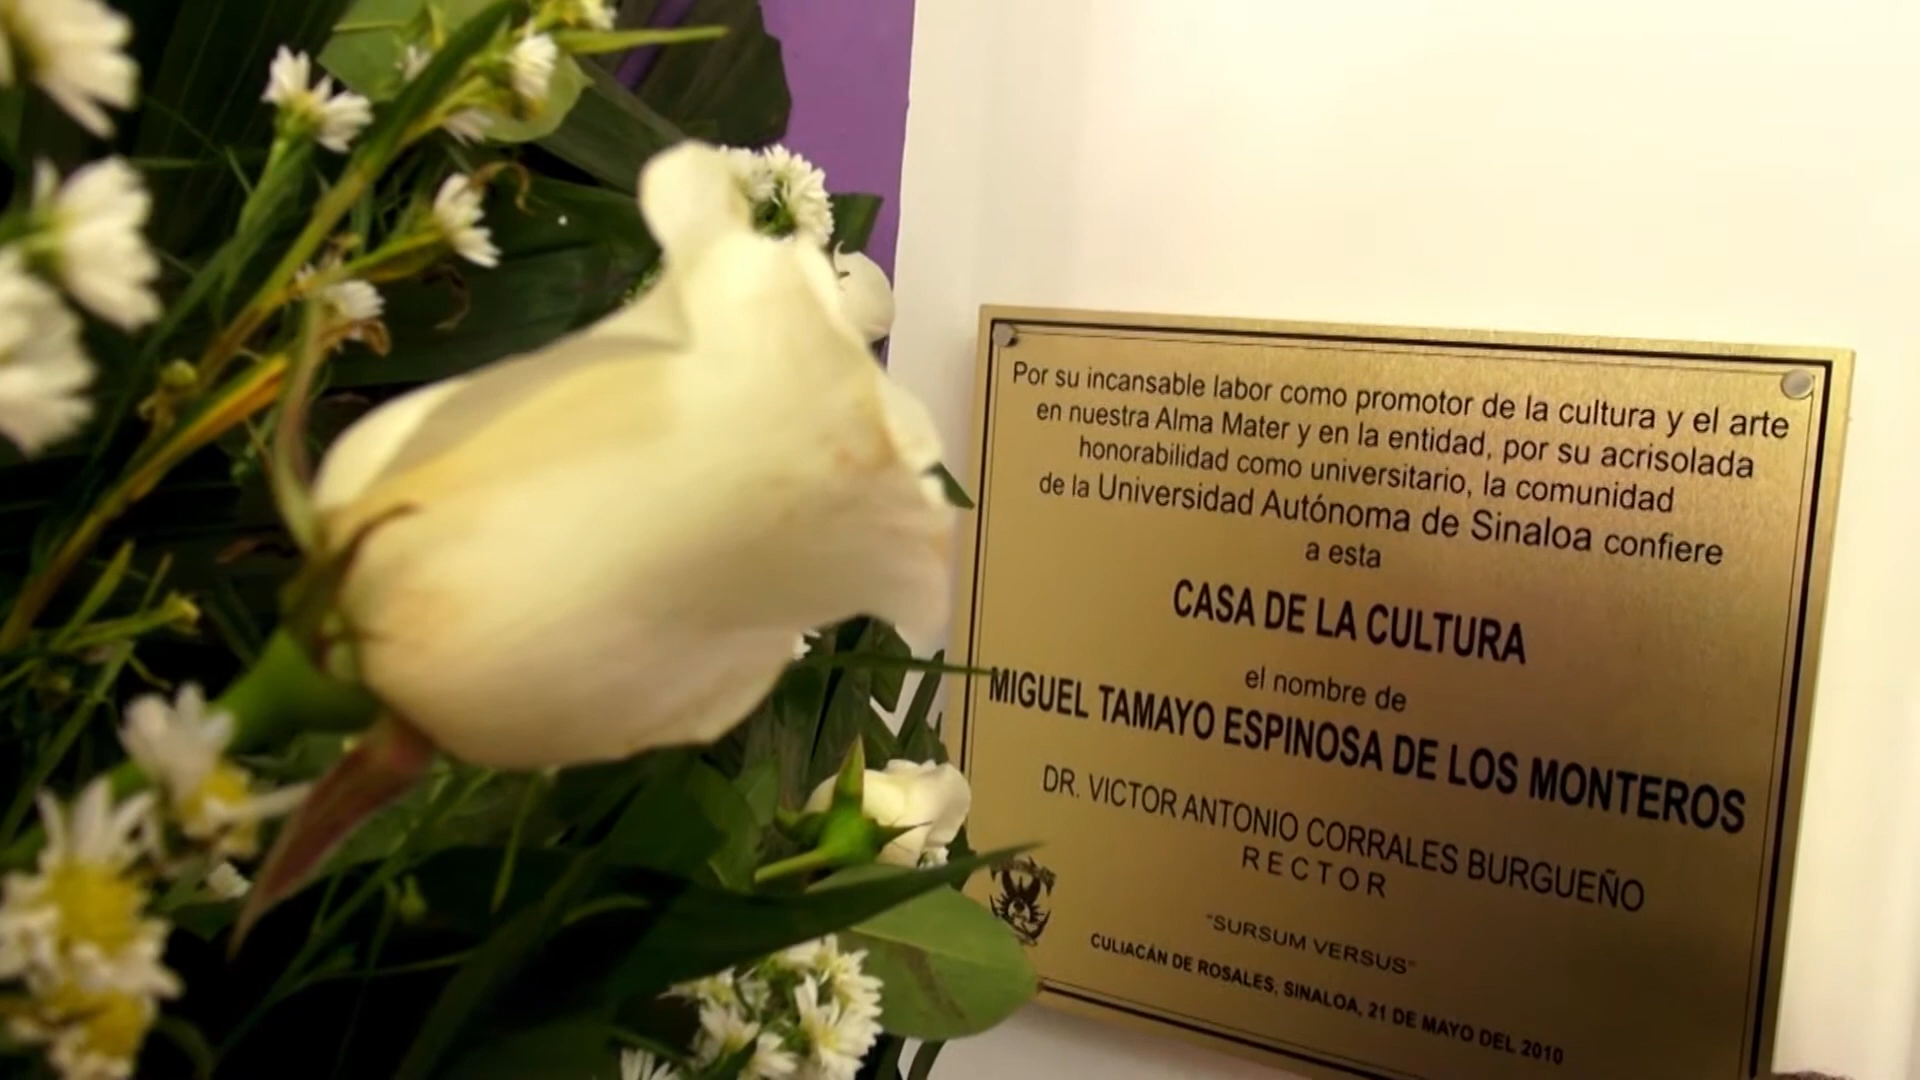 Por su incansable labor como promotor de la cultura y el arte
en nuestra Alma Mater y en la entidad, por su acrisolada
honorabilidad como universitario, la comunidad
de la Universidad Autónoma de Sinaloa confiere
a esta
CASA DE LA CULTURA
el nombre de
MIGUEL TAMAYO ESPINOSA DE LOS MONTEROS
DR. VICTOR ANTONIO CORRALES BURGUEÑO
RECTOR
"SURSUM VERSUS"
CULIACÁN DE ROSALES, SINALOA, 21 DE MAYO DEL 2010